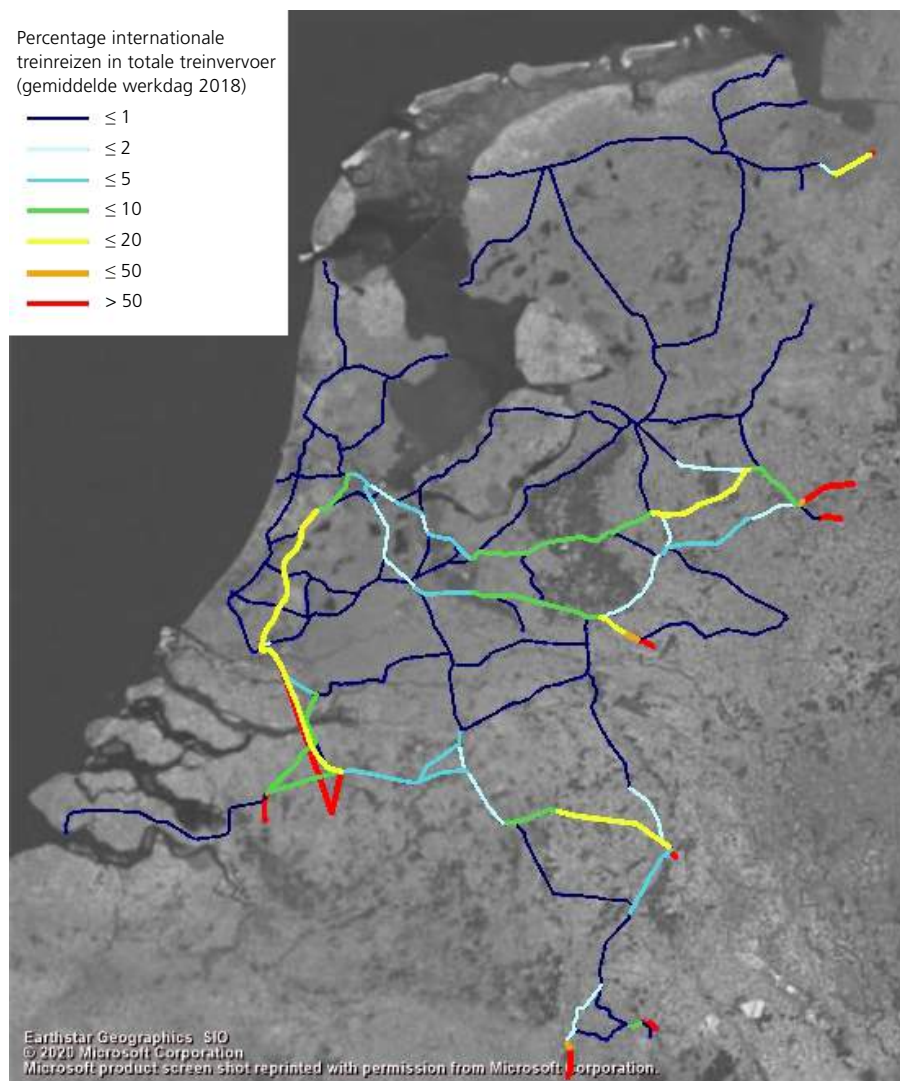 Percentage internationale
treinreizen in totale treinvervoer
(gemiddelde werkdag 2018)
≤ 1
≤ 2
≤ 5
≤ 10
≤ 20
≤ 50
> 50
Earthstar Geographics SIO
© 2020 Microsoft Corporation
Microsoft product screen shot reprinted with permission from Microsoft Corporation.